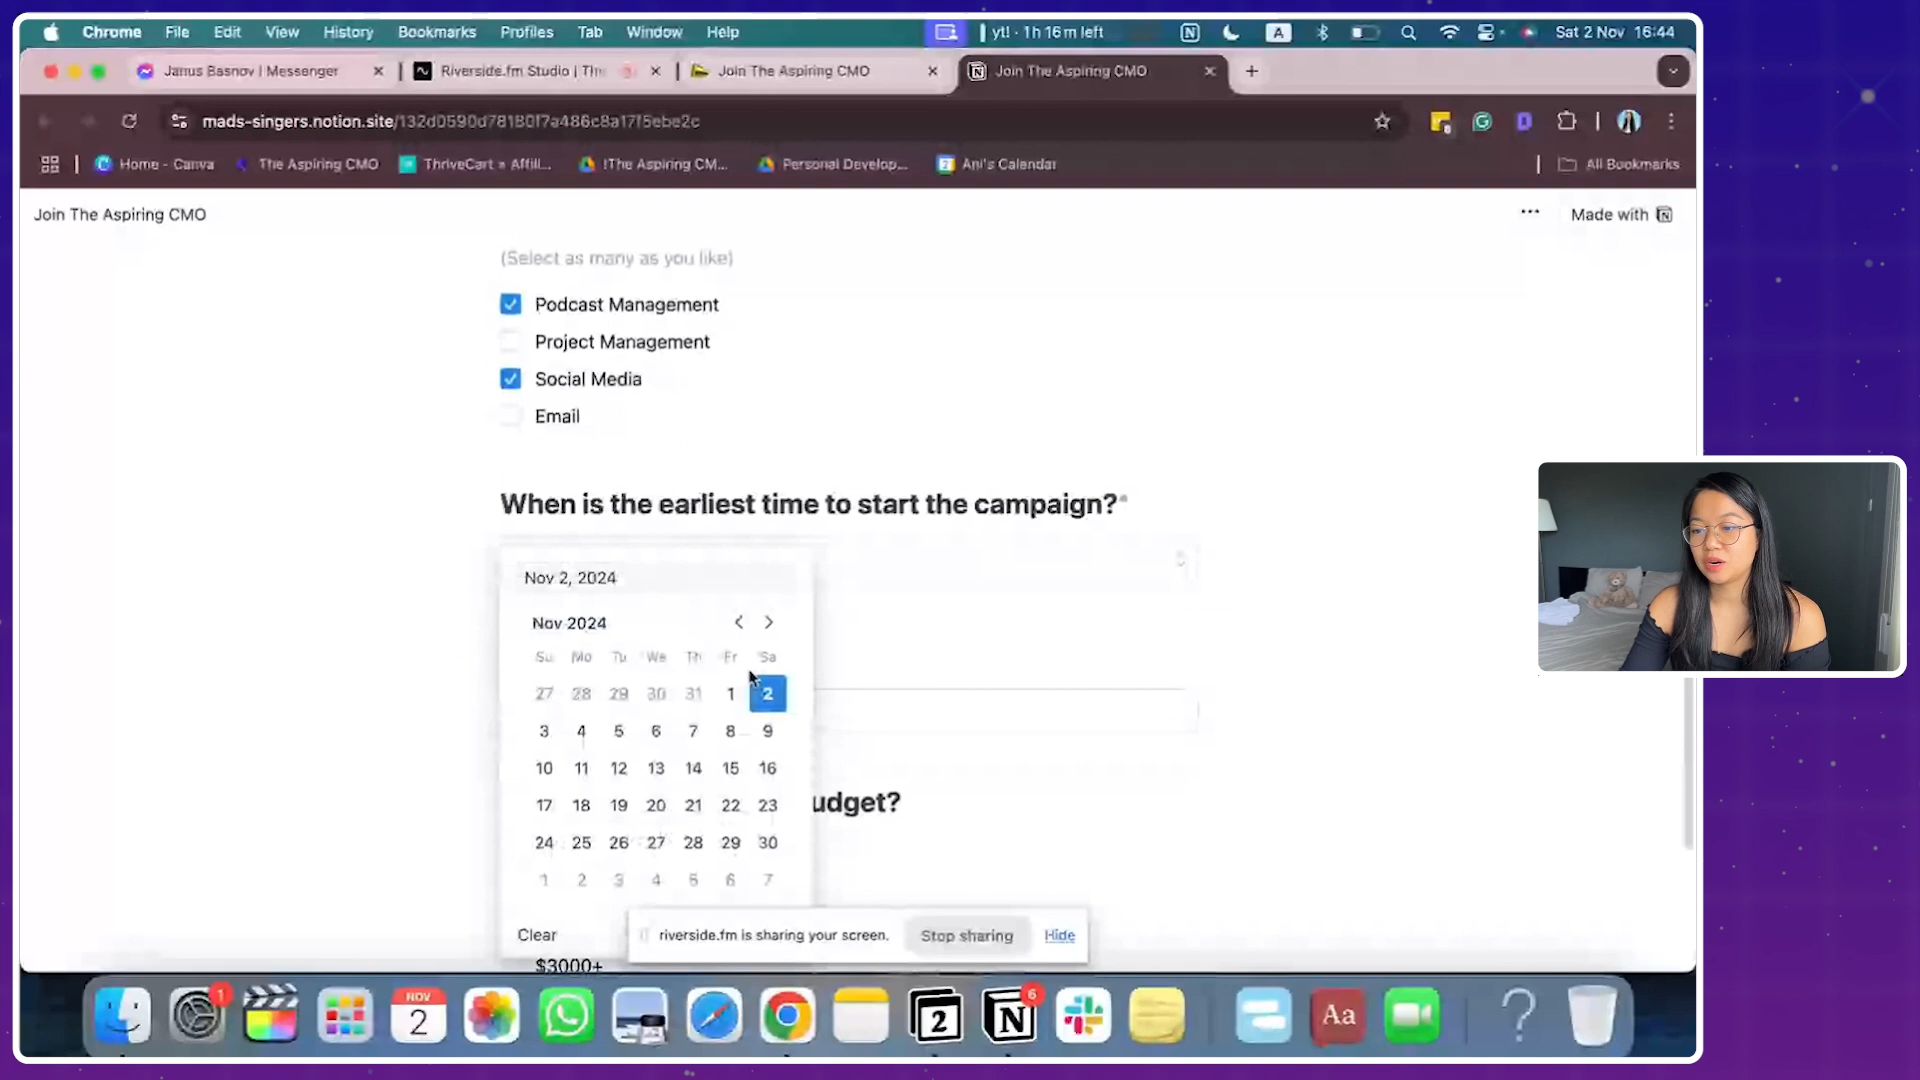 Chrome File Edit View History Bookmarks Profiles Tab Window Help
yt! · 1h 16m left
A
Sat 2 Nov 16:44
Janus Basnov | Messenger
Riverside.fm Studio | The
Join The Aspiring CMO
Join The Aspiring CMO
mads-singers.notion.site/132d0590d78180f7a486c8a17f5ebe2c
Home - Canva
The Aspiring CMO
ThriveCart » Affili...
!The Aspiring CM...
Personal Develop...
Ani's Calendar
All Bookmarks
Join The Aspiring CMO
Made with
(Select as many as you like)
Podcast Management
Project Management
Social Media
Email
When is the earliest time to start the campaign?*
Nov 2, 2024
Nov 2024
Su Mo Tu We Th Fr Sa
27 28 29 30 31 1 2
3 4 5 6 7 8 9
10 11 12 13 14 15 16
17 18 19 20 21 22 23
udget?
24 25 26 27 28 29 30
1 2 3 4 5 6 7
Clear
riverside.fm is sharing your screen.
Stop sharing
Hide
$3000+
1
NOV
2
2
N
6
Aa